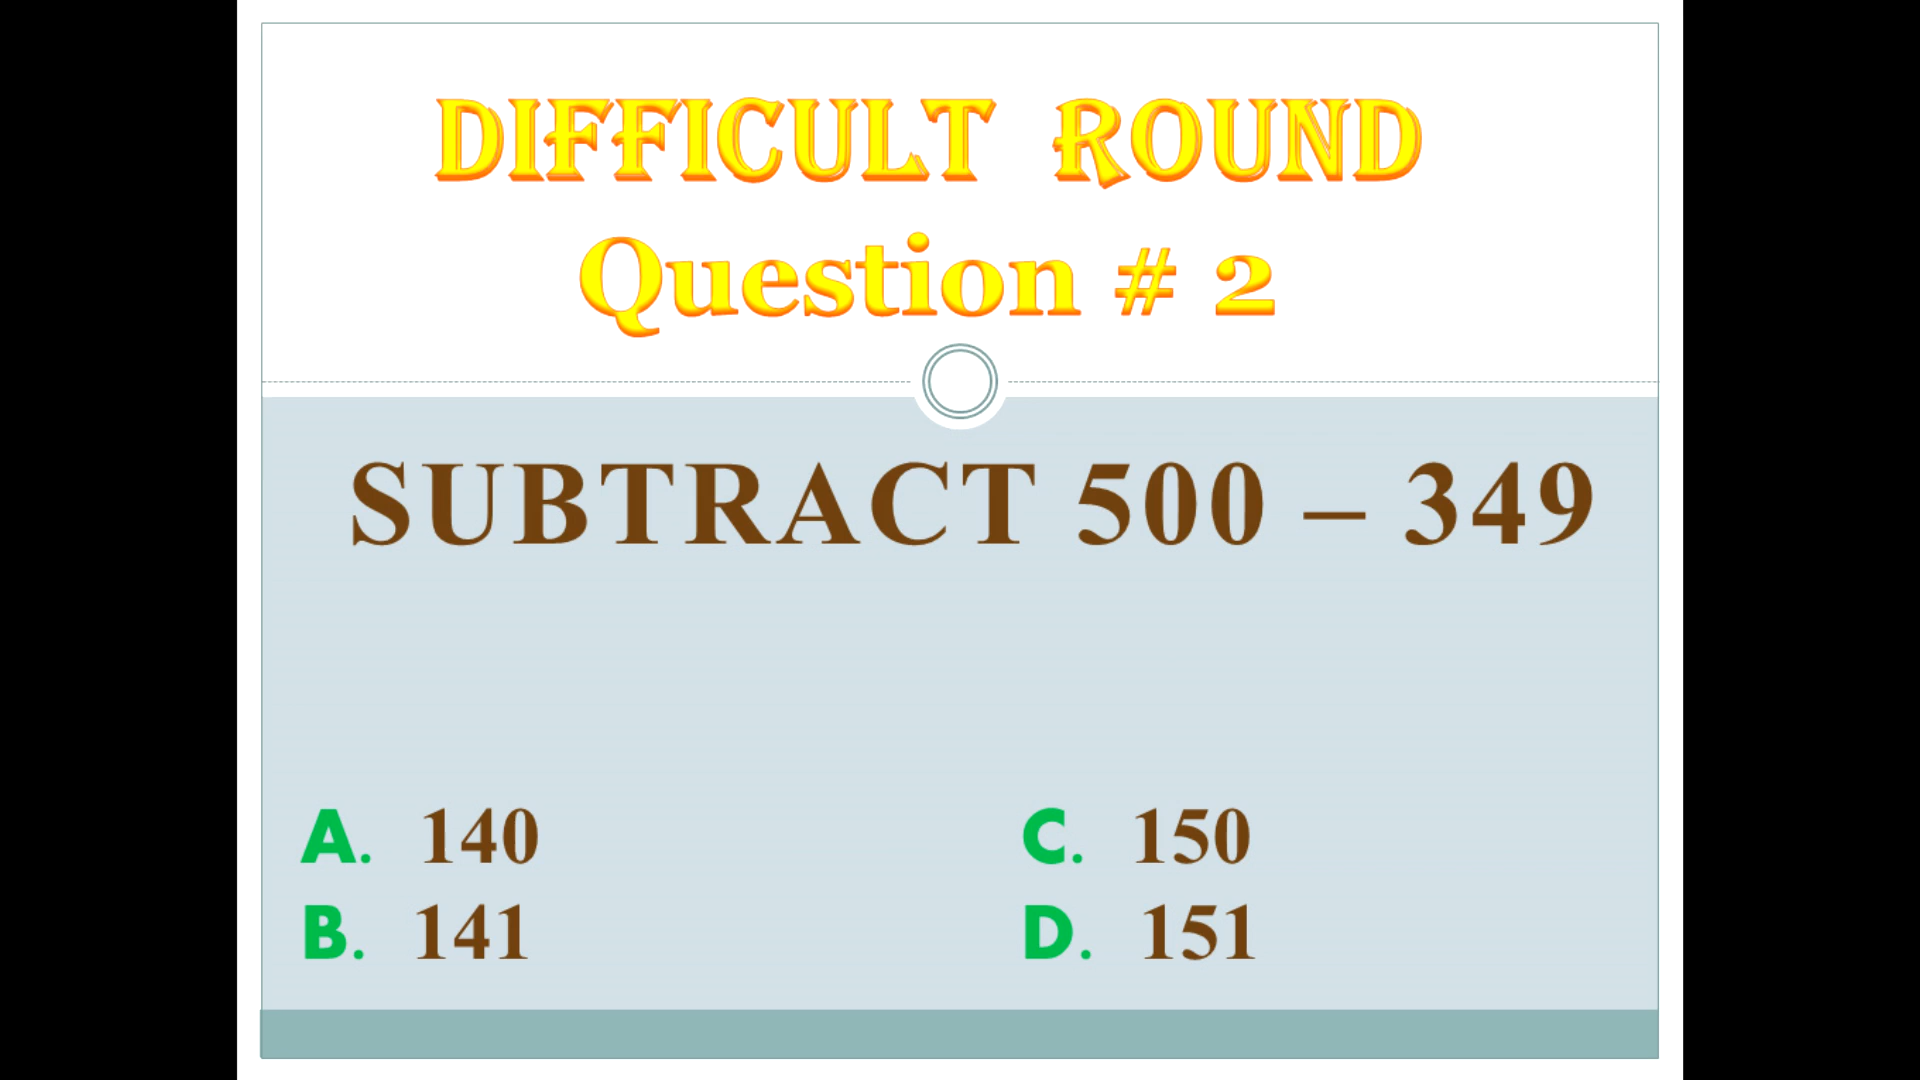 DIFFICULT ROUND
Question # 2
SUBTRACT 500 – 349
A. 140
B. 141
C. 150
D. 151